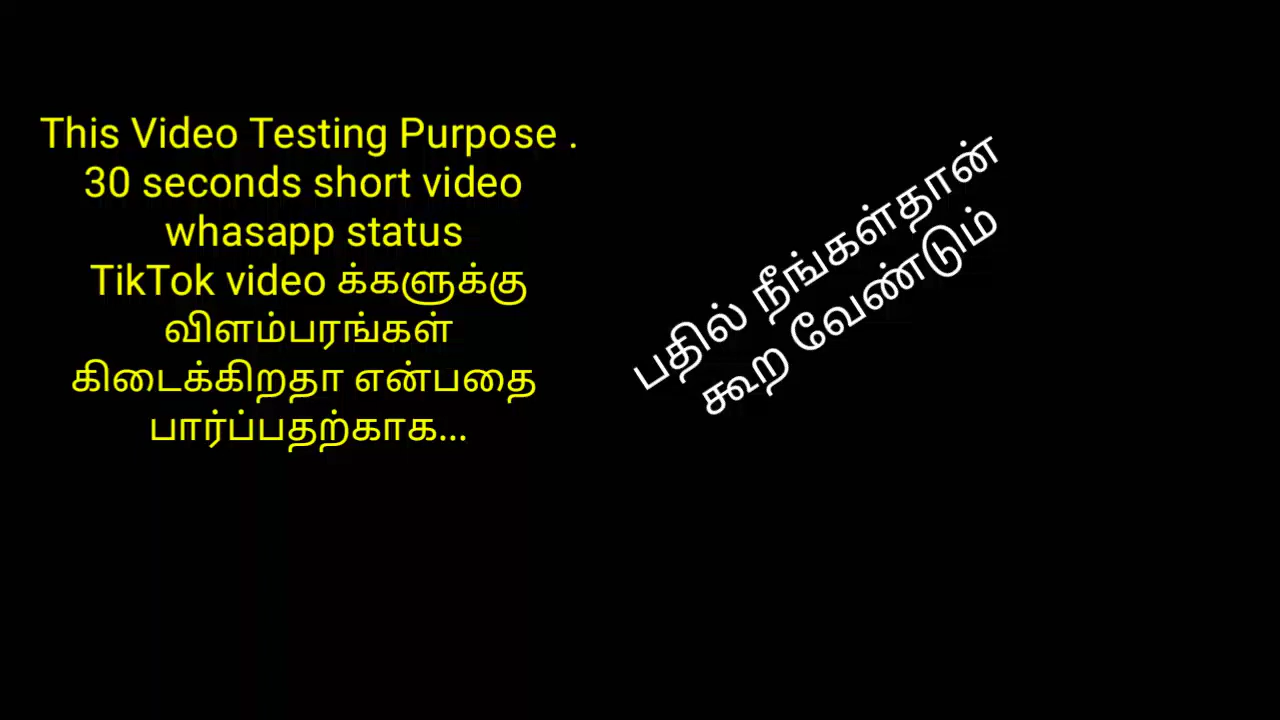 This Video Testing Purpose .
30 seconds short video
whasapp status
TikTok video க்களுக்கு
விளம்பரங்கள்
கிடைக்கிறதா என்பதை
பார்ப்பதற்காக...
பதில் நீங்கள்தான்
கூற வேண்டும்